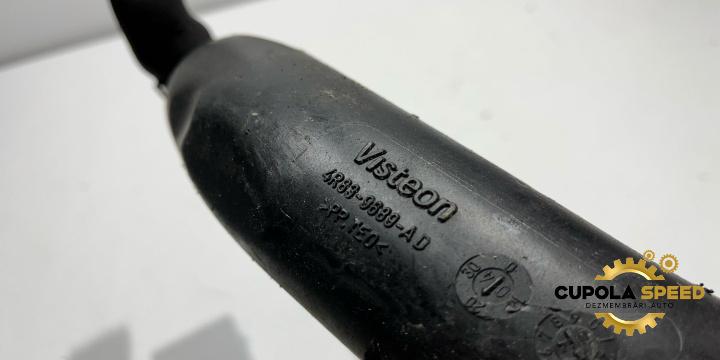 Visteon
4R83-9689-AD
>PP.TEO<
CUPOLA SPEED
DEZMEMBRĂRI AUTO